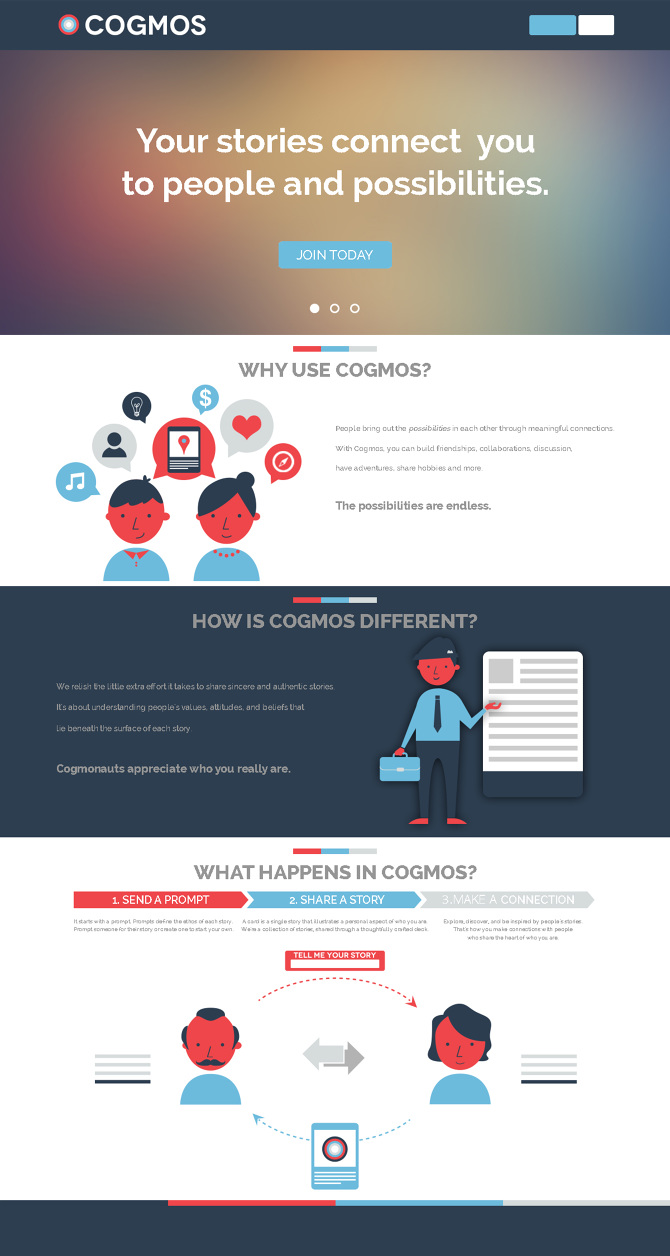 COGMOS
Your stories connect you
to people and possibilities.
JOIN TODAY
WHY USE COGMOS?
$
People bring out the possibilities in each other through meaningful connections.
With Cogmos, you can build friendships, collaborations, discussion,
have adventures, share hobbies and more.
The possibilities are endless.
HOW IS COGMOS DIFFERENT?
We relish the little extra effort it takes to share sincere and authentic stories.
It's about understanding people's values, attitudes, and beliefs that
lie beneath the surface of each story.
Cogmonauts appreciate who you really are.
WHAT HAPPENS IN COGMOS?
1. SEND A PROMPT
2. SHARE A STORY
3.MAKE A CONNECTION
It starts with a prompt. Prompts define the ethos of each story.
Prompt someone for their story or create one to start your own.
A card is a single story that illustrates a personal aspect of who you are.
We're a collection of stories, shared through a thoughtfully crafted deck.
Explore, discover, and be inspired by people's stories.
That's how you make connections with people
who share the heart of who you are.
TELL ME YOUR STORY